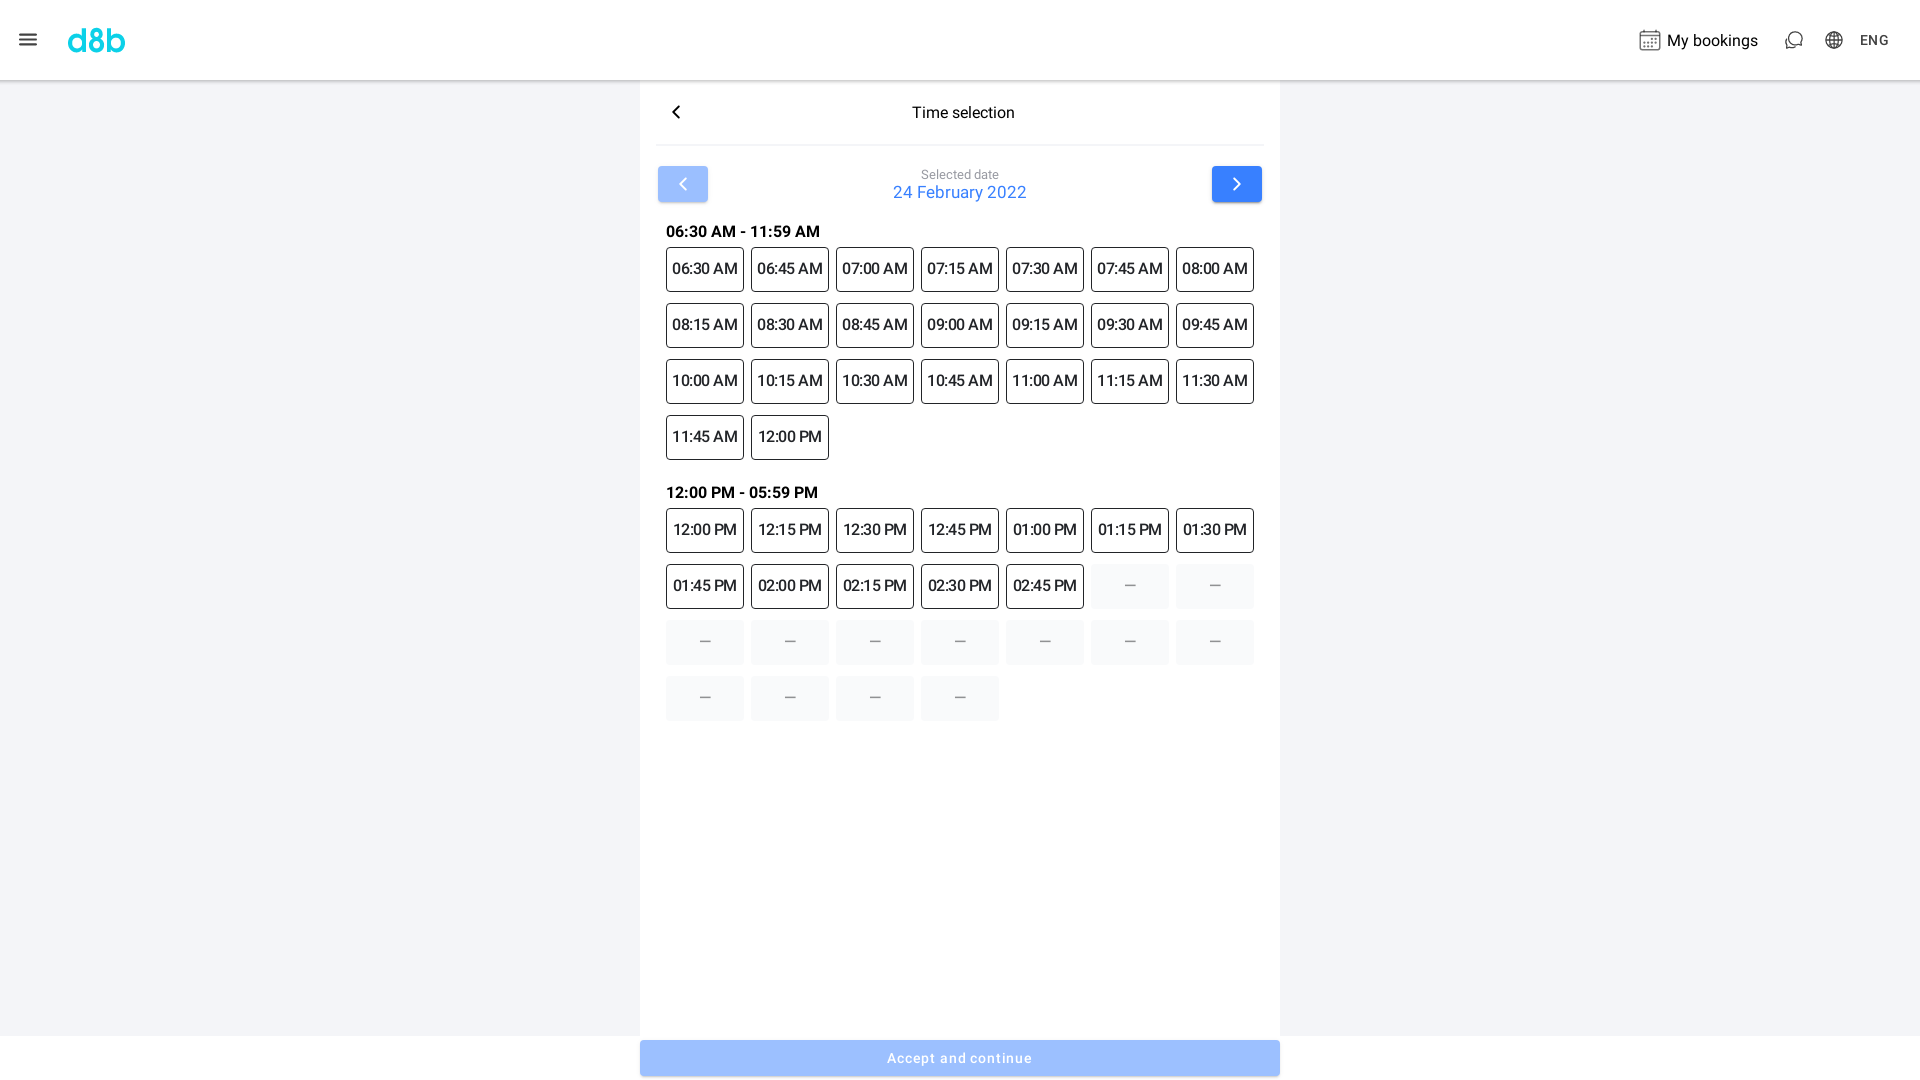 d8b
My bookings
ENG
Time selection
Selected date
24 February 2022
06:30 AM - 11:59 AM
06:30 AM 06:45 AM 07:00 AM 07:15 AM 07:30 AM 07:45 AM 08:00 AM
08:15 AM 08:30 AM 08:45 AM 09:00 AM 09:15 AM 09:30 AM 09:45 AM
10:00 AM 10:15 AM 10:30 AM 10:45 AM 11:00 AM 11:15 AM 11:30 AM
11:45 AM 12:00 PM
12:00 PM - 05:59 PM
12:00 PM 12:15 PM 12:30 PM 12:45 PM 01:00 PM 01:15 PM 01:30 PM
01:45 PM 02:00 PM 02:15 PM 02:30 PM 02:45 PM — —
— — — — — — —
— — — —
Accept and continue